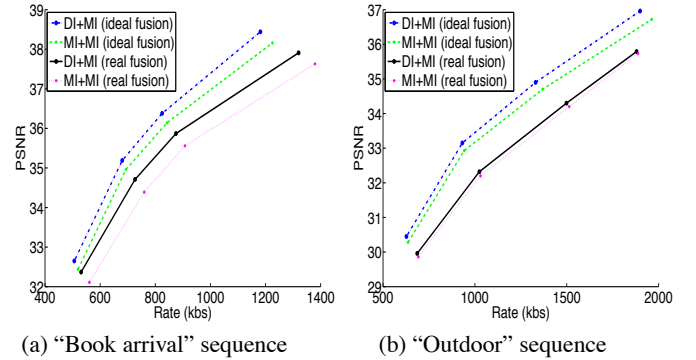 39
38
37
36
35
34
33
32
PSNR
DI+MI (ideal fusion)
MI+MI (ideal fusion)
DI+MI (real fusion)
MI+MI (real fusion)
400 600 800 1000 1200 1400
Rate (kbs)
(a) “Book arrival” sequence
37
36
35
34
33
32
31
30
29
PSNR
DI+MI (ideal fusion)
MI+MI (ideal fusion)
DI+MI (real fusion)
MI+MI (real fusion)
500 1000 1500 2000
Rate (kbs)
(b) “Outdoor” sequence